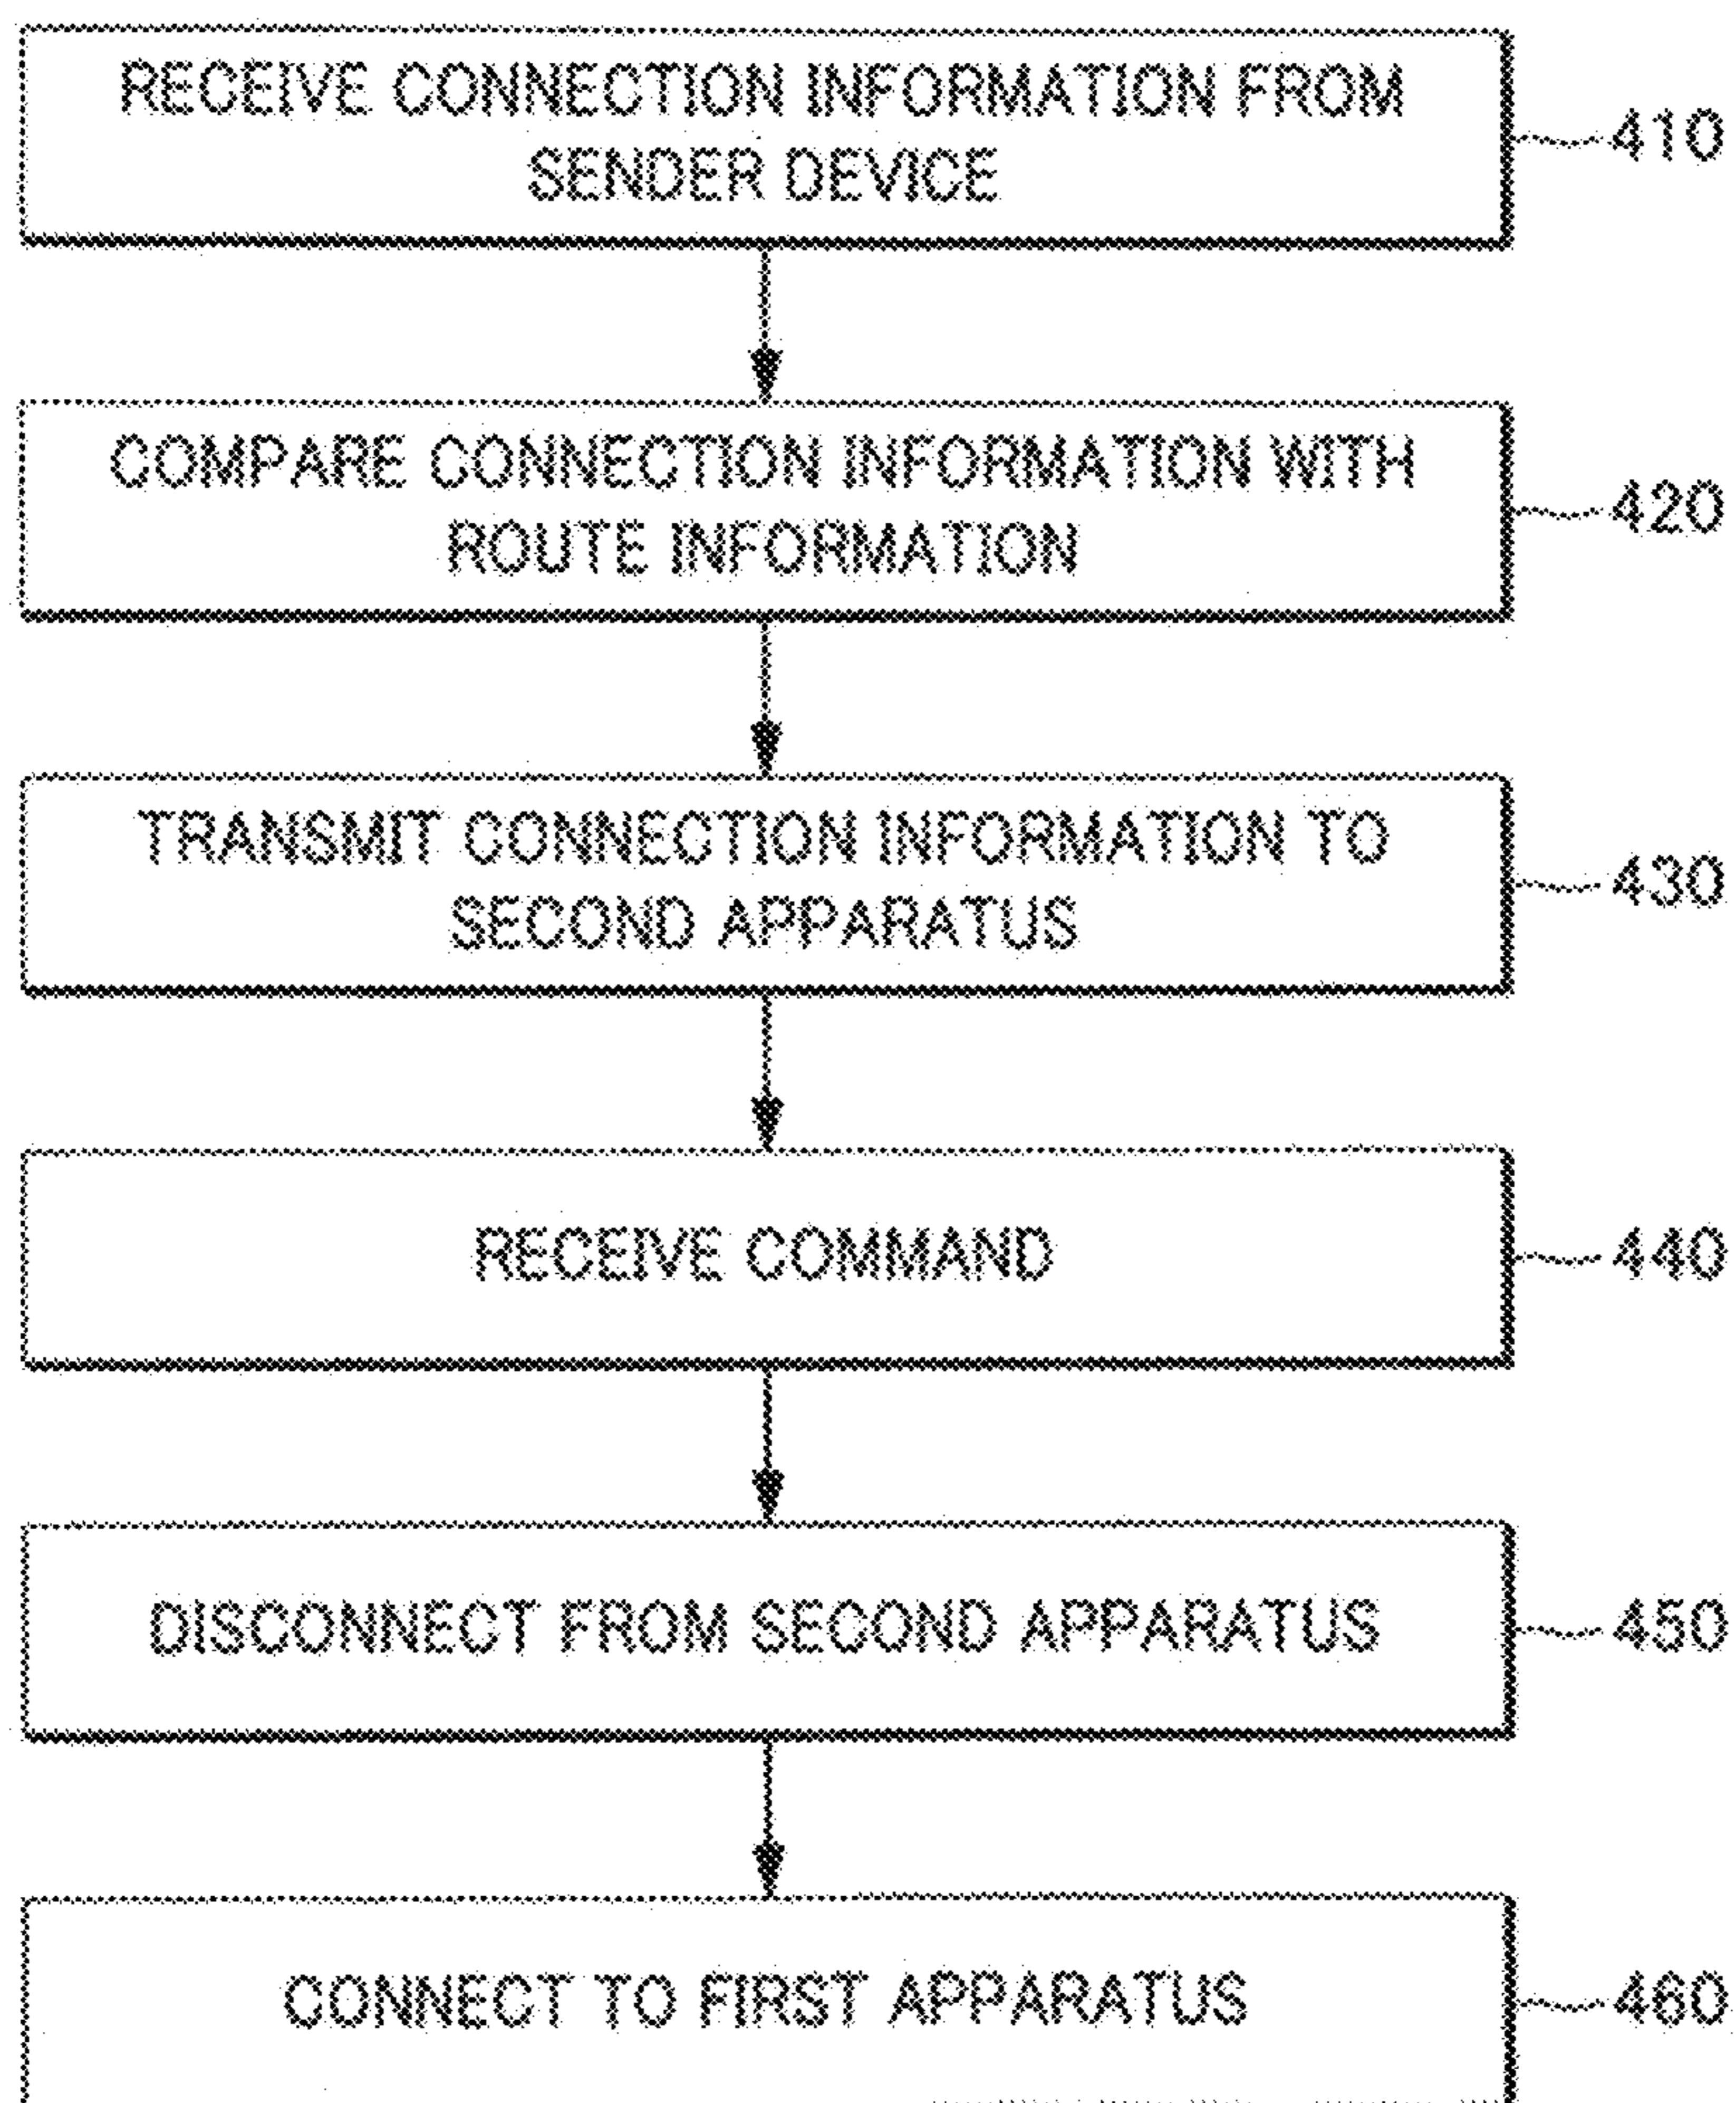 RECEIVE CONNECTION INFORMATION FROM
SENDER DEVICE
410
COMPARE CONNECTION INFORMATION WITH
ROUTE INFORMATION
420
TRANSMIT CONNECTION INFORMATION TO
SECOND APPARATUS
430
RECEIVE COMMAND
440
DISCONNECT FROM SECOND APPARATUS
450
CONNECT TO FIRST APPARATUS
460